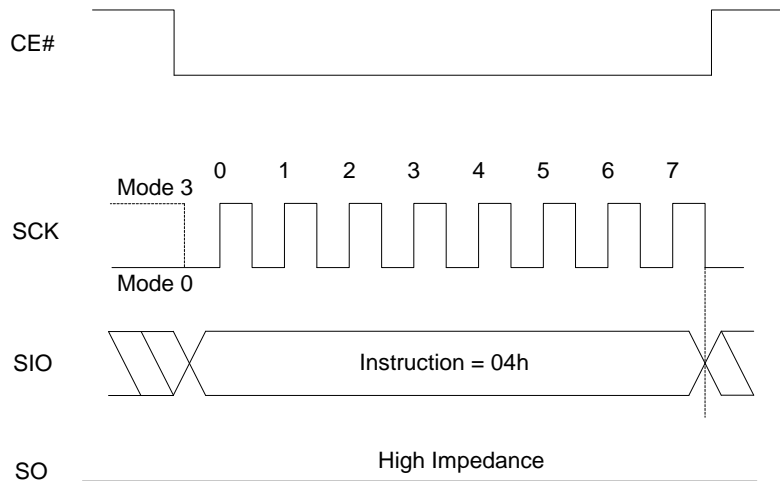 CE#
0 1 2 3 4 5 6 7
Mode 3
SCK
Mode 0
SIO
Instruction = 04h
High Impedance
SO